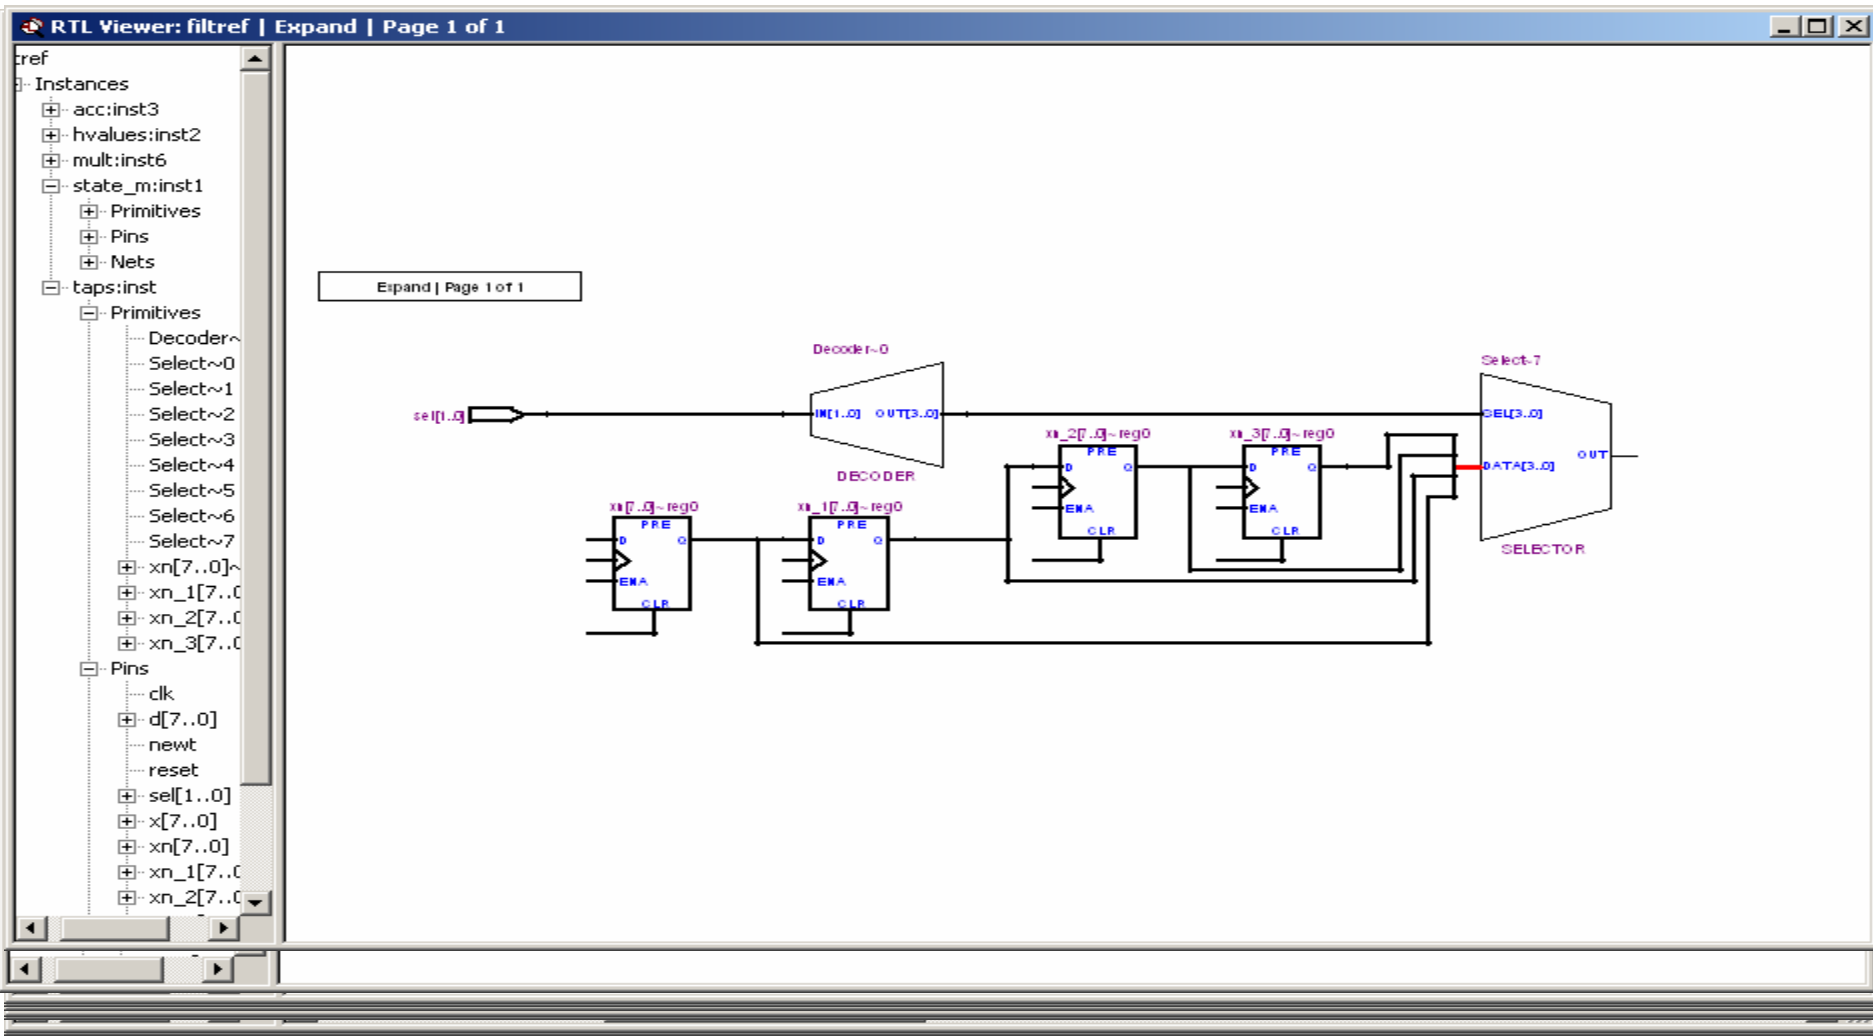 RTL Viewer: filtref | Expand | Page 1 of 1
:ref
Instances
acc:inst3
hvalues:inst2
mult:inst6
state_m:inst1
Primitives
Pins
Nets
taps:inst
Primitives
Decoder~
Select~0
Select~1
Select~2
Select~3
Select~4
Select~5
Select~6
Select~7
xn[7..0]~
xn_1[7..0
xn_2[7..0
xn_3[7..0
Pins
clk
d[7..0]
newt
reset
sel[1..0]
x[7..0]
xn[7..0]
xn_1[7..0
xn_2[7..0
Expand | Page 1 of 1
Decoder~0
Select~7
sel[1..0]
IN[1..0] OUT[3..0]
SEL[3..0]
DECODER
xn_2[7..0]~reg0
xn_3[7..0]~reg0
PRE
D Q
ENA
CLR
PRE
D Q
ENA
CLR
DATA[3..0]
OUT
SELECTOR
xn[7..0]~reg0
xn_1[7..0]~reg0
PRE
D Q
ENA
CLR
PRE
D Q
ENA
CLR